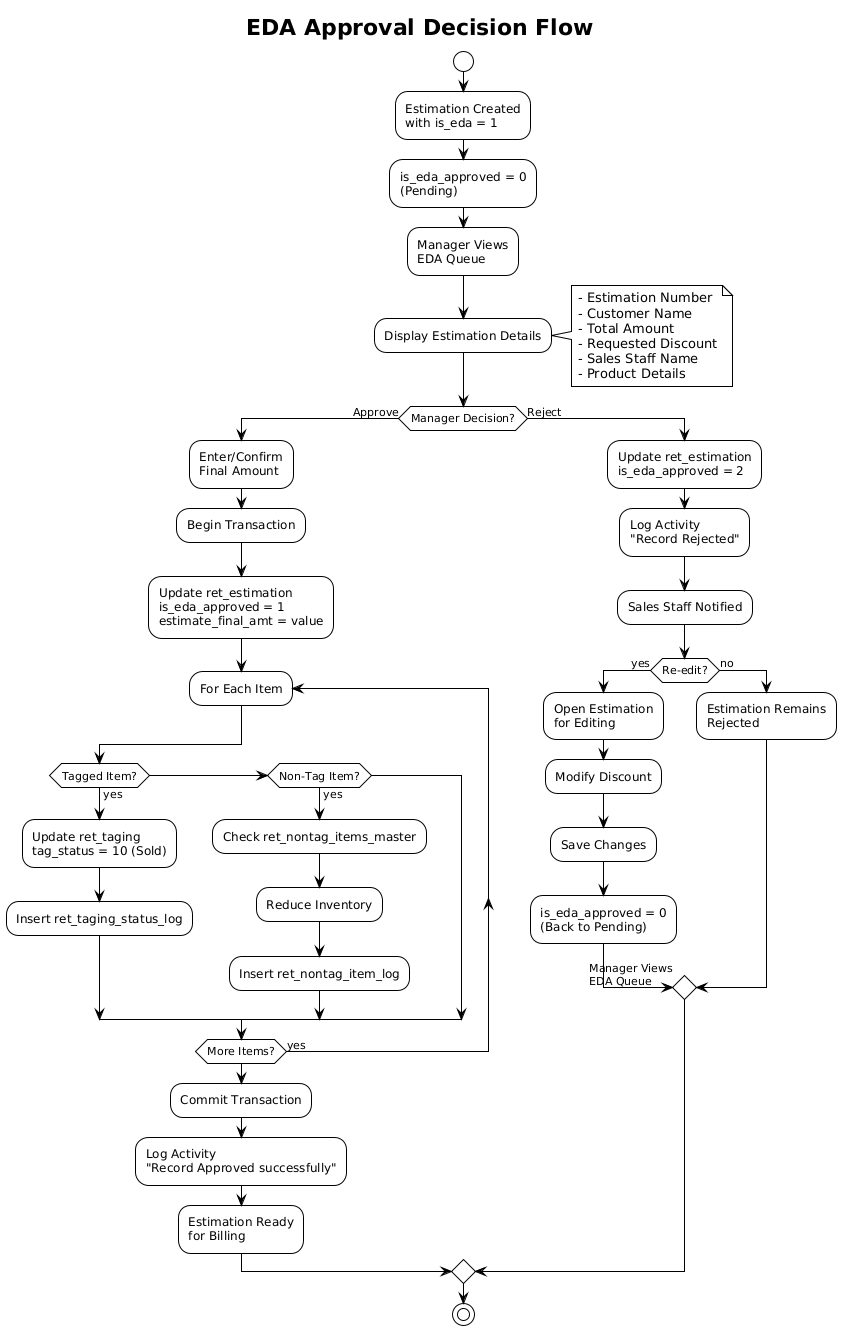 EDA Approval Decision Flow
Estimation Created
with is_eda = 1
is_eda_approved = 0
(Pending)
Manager Views
EDA Queue
Display Estimation Details
- Estimation Number
- Customer Name
- Total Amount
- Requested Discount
- Sales Staff Name
- Product Details
Manager Decision?
Approve
Reject
Enter/Confirm
Final Amount
Begin Transaction
Update ret_estimation
is_eda_approved = 1
estimate_final_amt = value
For Each Item
Tagged Item?
yes
Update ret_taging
tag_status = 10 (Sold)
Insert ret_taging_status_log
Non-Tag Item?
yes
Check ret_nontag_items_master
Reduce Inventory
Insert ret_nontag_item_log
More Items?
yes
Commit Transaction
Log Activity
"Record Approved successfully"
Estimation Ready
for Billing
Update ret_estimation
is_eda_approved = 2
Log Activity
"Record Rejected"
Sales Staff Notified
Re-edit?
yes
no
Open Estimation
for Editing
Modify Discount
Save Changes
is_eda_approved = 0
(Back to Pending)
Manager Views
EDA Queue
Estimation Remains
Rejected